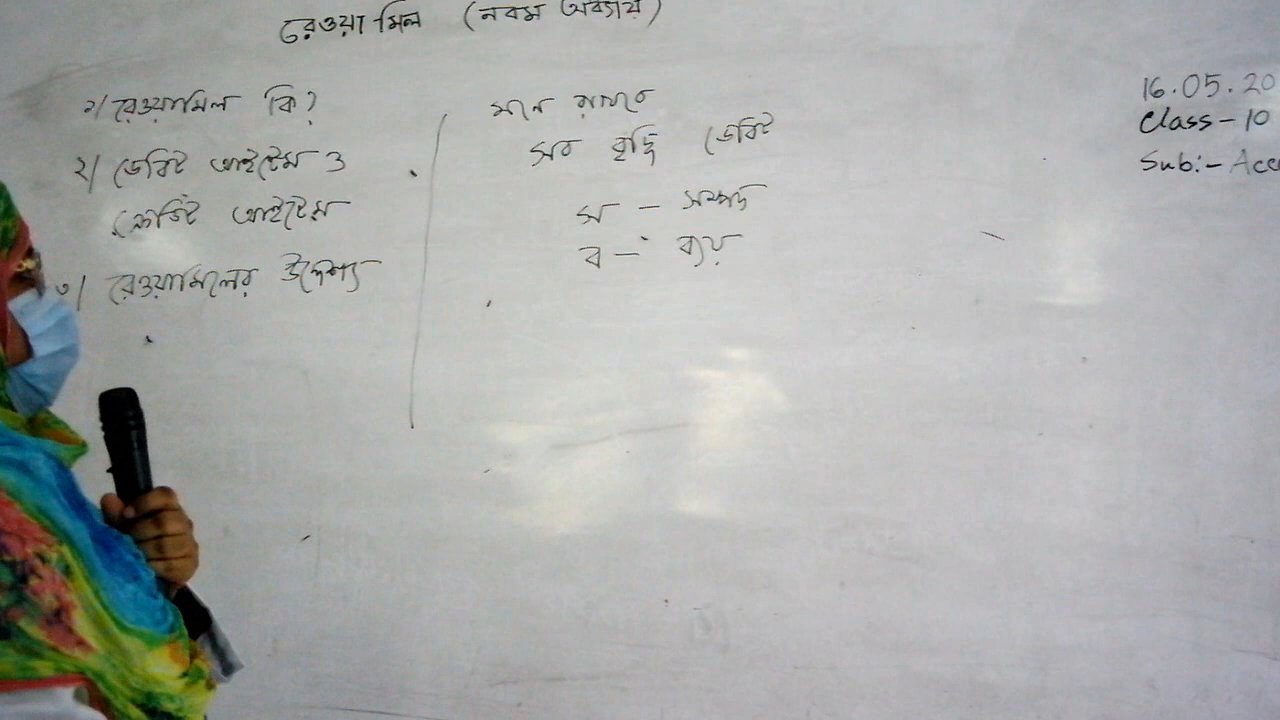 রেওয়ামিল (নবম অধ্যায়)
১/ রেওয়ামিল কি?
২/ ডেবিট আইটেম ও
ক্রেডিট আইটেম
৩/ রেওয়ামিলের উদ্দেশ্য
মনে রাখবে
সব বৃদ্ধি ডেবিট
স - সম্পদ
ব - ব্যয়
16.05.20
Class-10
Sub:- Acc